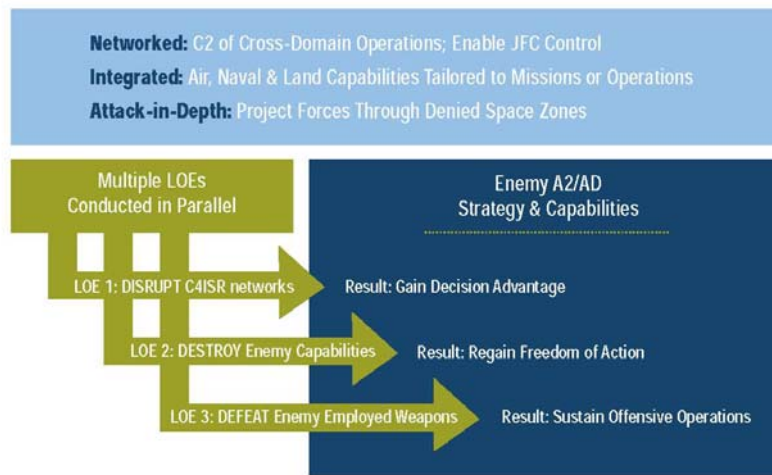 Networked: C2 of Cross-Domain Operations; Enable JFC Control
Integrated: Air, Naval & Land Capabilities Tailored to Missions or Operations
Attack-in-Depth: Project Forces Through Denied Space Zones
Multiple LOEs
Conducted in Parallel
Enemy A2/AD
Strategy & Capabilities
LOE 1: DISRUPT C4ISR networks
Result: Gain Decision Advantage
LOE 2: DESTROY Enemy Capabilities
Result: Regain Freedom of Action
LOE 3: DEFEAT Enemy Employed Weapons
Result: Sustain Offensive Operations